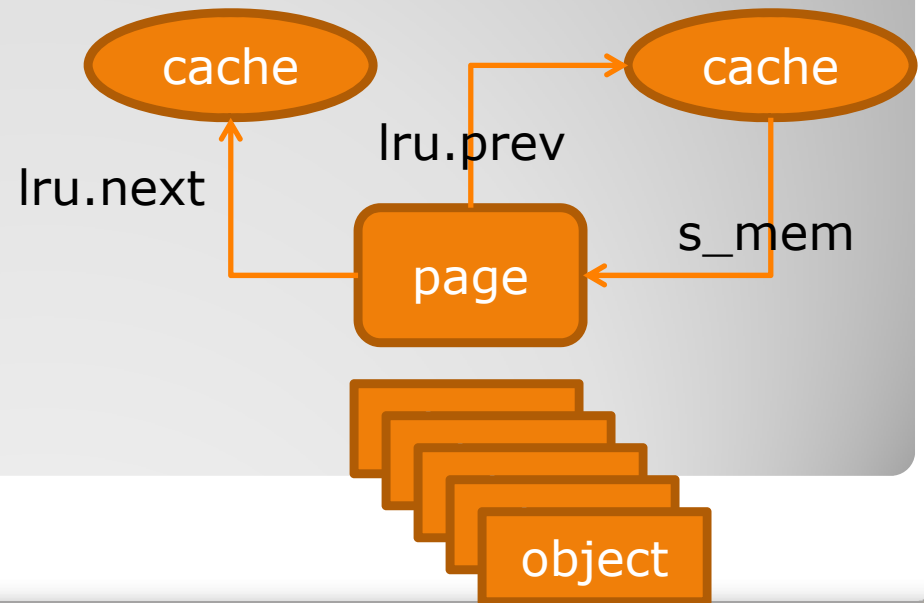 cache
cache
lru.prev
lru.next
s_mem
page
object